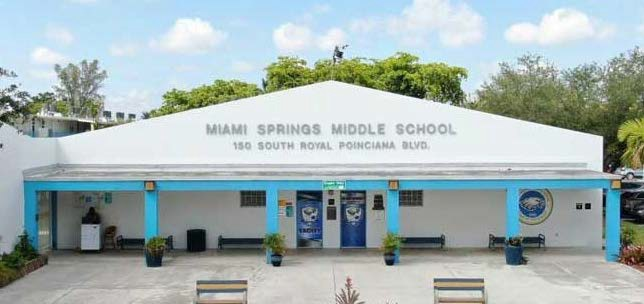 MIAMI SPRINGS MIDDLE SCHOOL
150 SOUTH ROYAL POINCIANA BLVD.